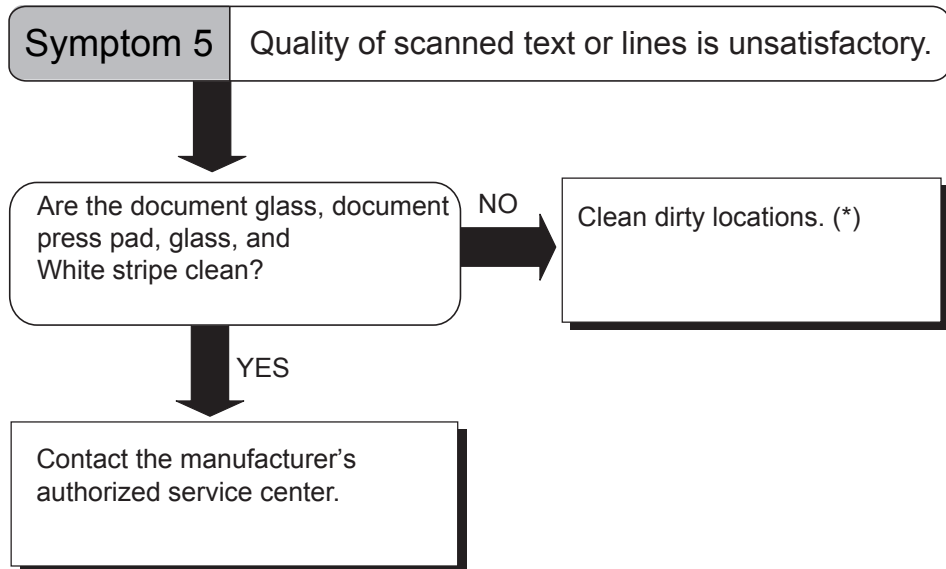 Symptom 5
Quality of scanned text or lines is unsatisfactory.
Are the document glass, document
press pad, glass, and
White stripe clean?
NO
Clean dirty locations. (*)
YES
Contact the manufacturer’s
authorized service center.